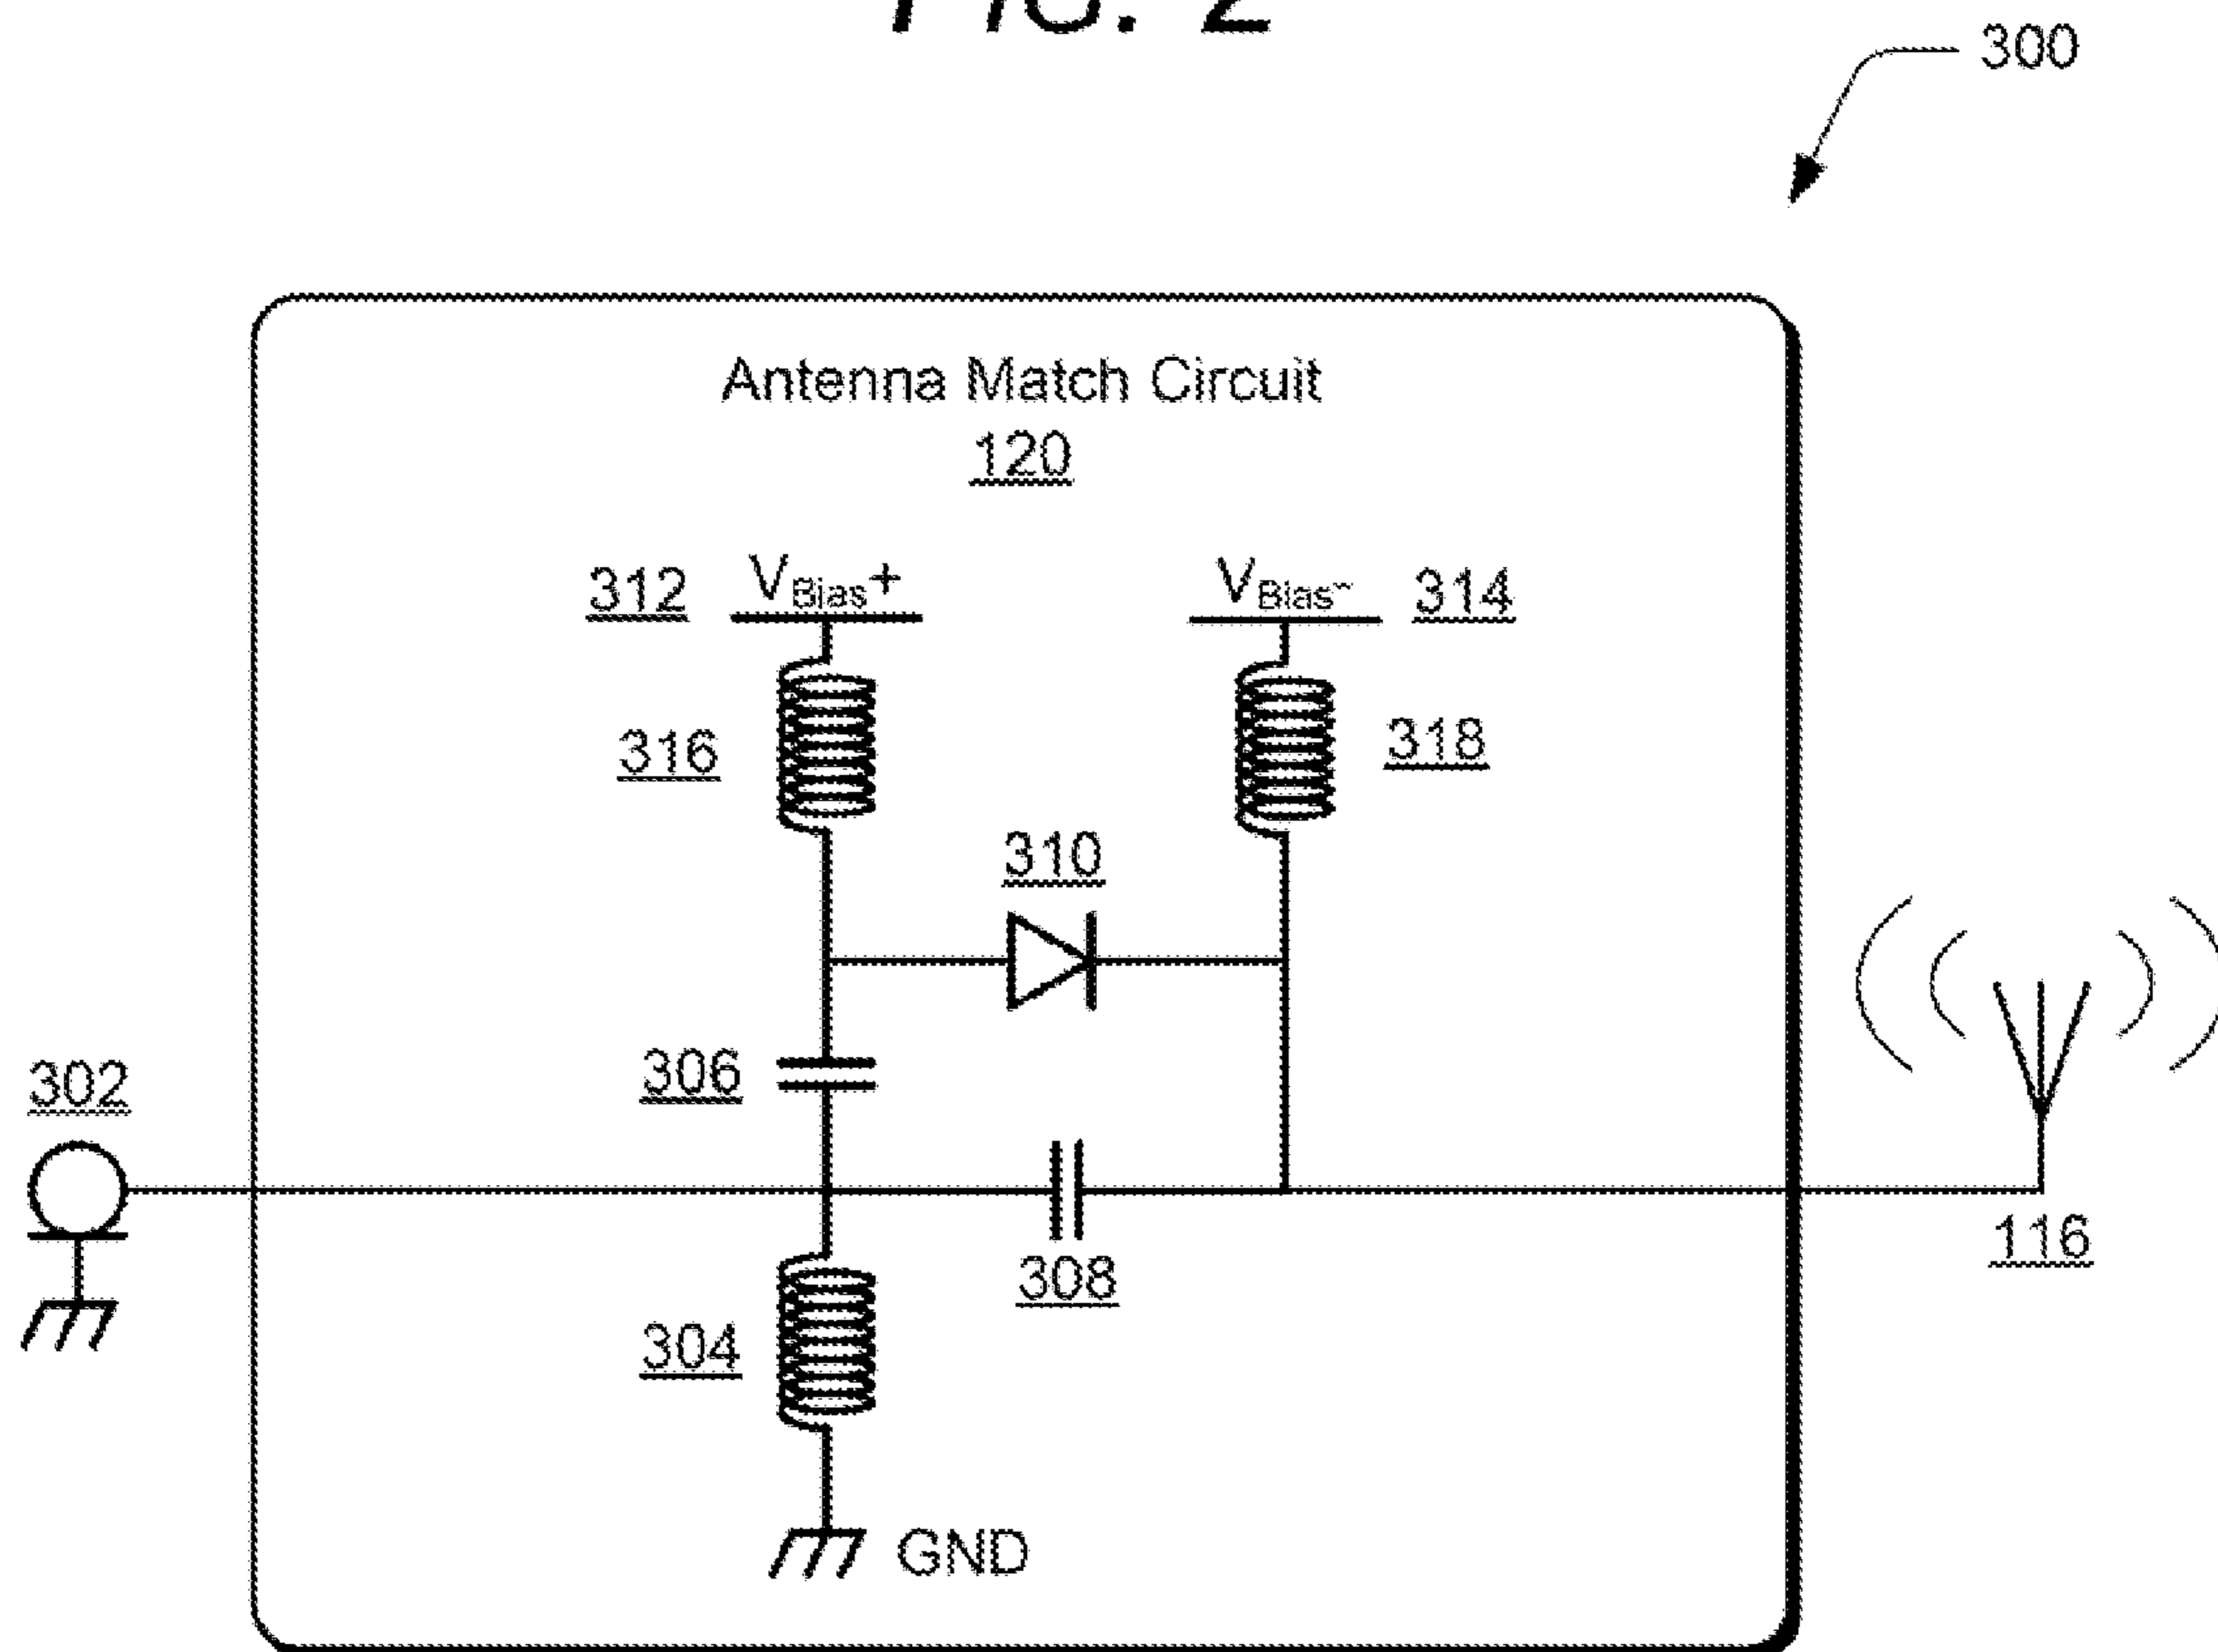 FIG. 2
300
Antenna Match Circuit
120
312 VBias+ VBias- 314
316 318
310
306
302
308
116
304
GND